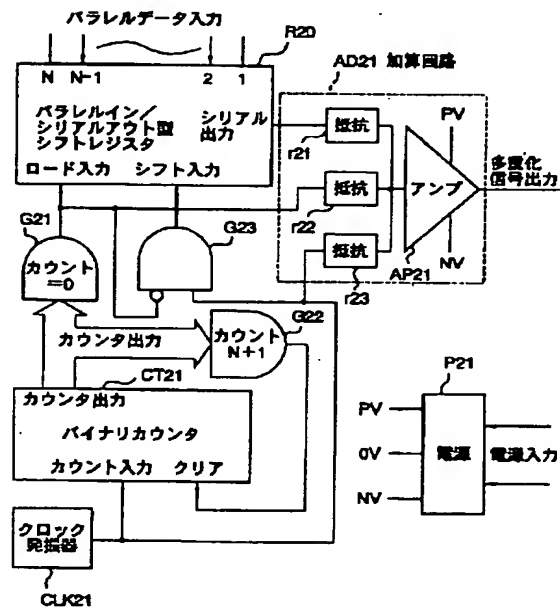 パラレルデータ入力
R20
N N-1 2 1
AD21 加算回路
パラレルイン/
シリアルアウト型
シフトレジスタ
シリアル
出力
ロード入力 シフト入力
抵抗
r21
抵抗
r22
抵抗
r23
PV
アンプ
NV
AP21
多重化
信号出力
G21
カウント
=0
G23
カウンタ出力
カウント
N+1
G22
CT21
カウンタ出力
バイナリカウンタ
カウント入力 クリア
クロック
発振器
CLK21
P21
PV
0V
NV
電源
電源入力